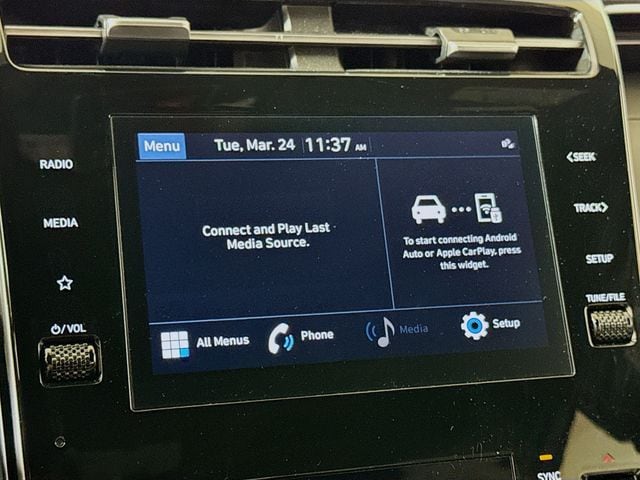 Menu Tue, Mar. 24 11:37 AM
RADIO
MEDIA
⏻/VOL
Connect and Play Last
Media Source.
To start connecting Android
Auto or Apple CarPlay, press
this widget.
All Menus Phone Media Setup
<SEEK
TRACK>
SETUP
TUNE/FILE
SYNC